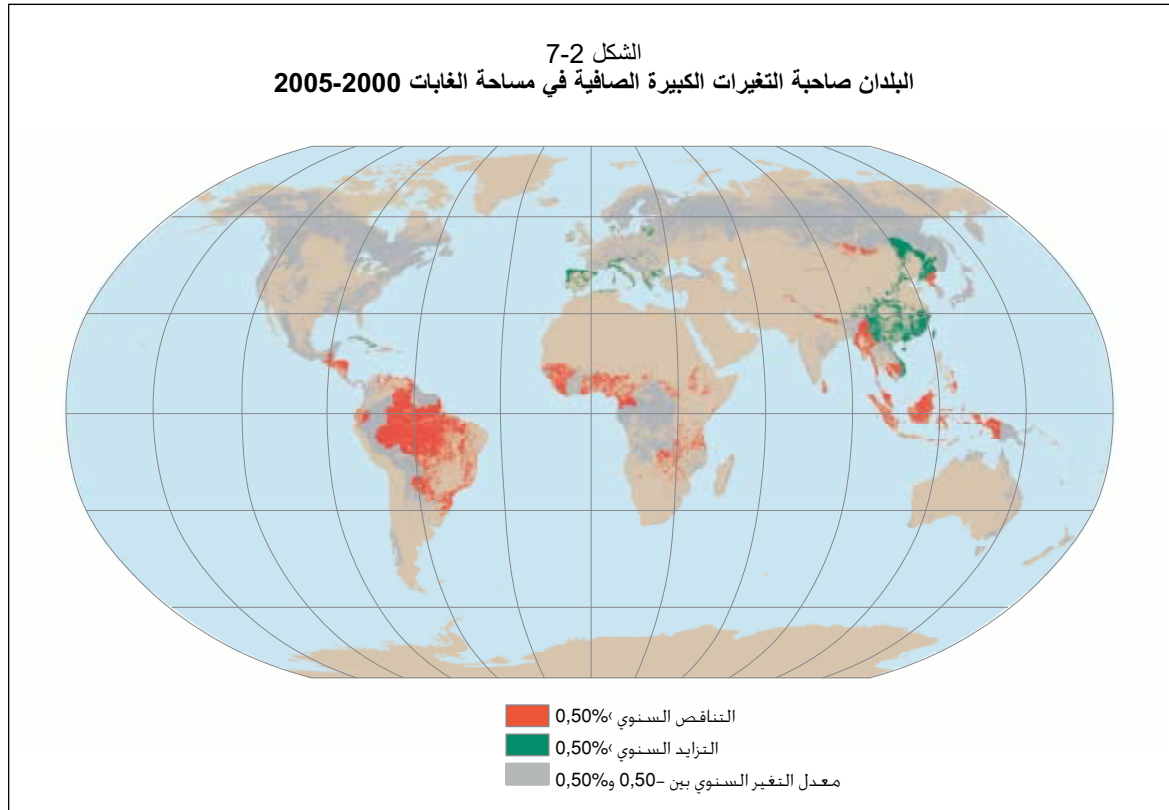 الشكل 2-7
البلدان صاحبة التغيرات الكبيرة الصافية في مساحة الغابات 2000-2005
التناقص السنوي ›0,50%
التزايد السنوي ›0,50%
معدل التغير السنوي بين –0,50 و0,50%